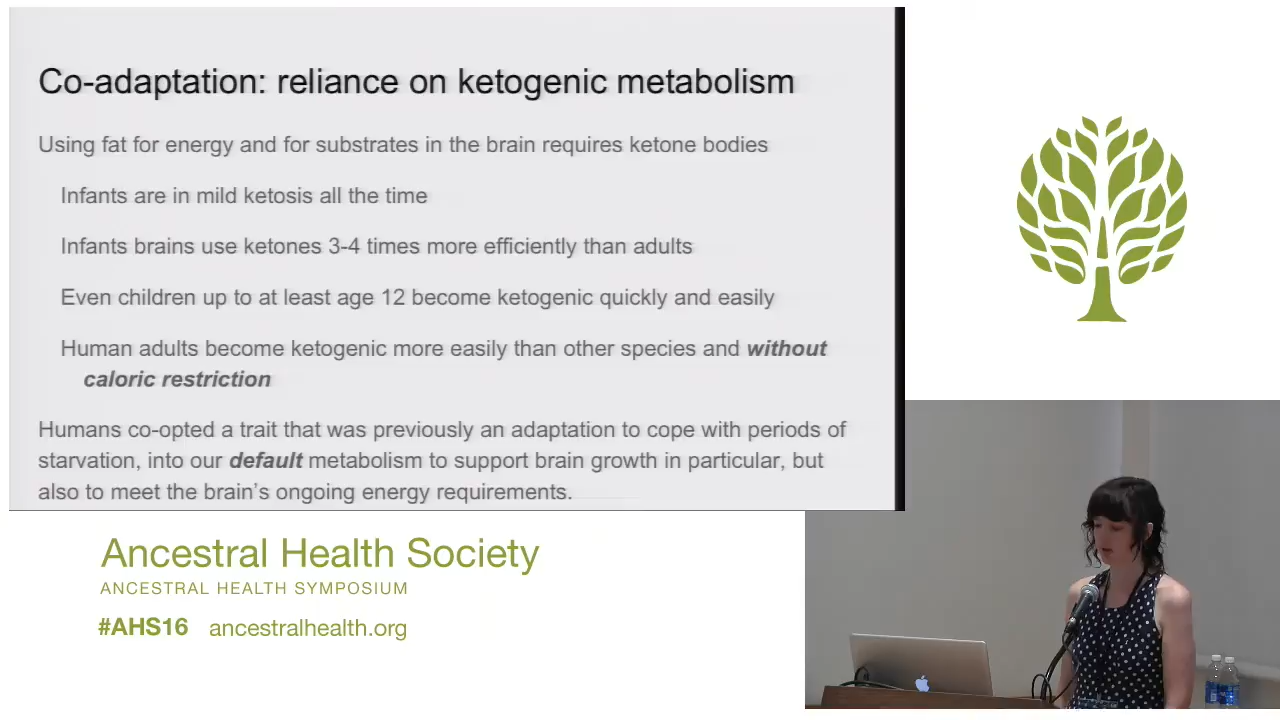 Co-adaptation: reliance on ketogenic metabolism
Using fat for energy and for substrates in the brain requires ketone bodies
Infants are in mild ketosis all the time
Infants brains use ketones 3-4 times more efficiently than adults
Even children up to at least age 12 become ketogenic quickly and easily
Human adults become ketogenic more easily than other species and without
caloric restriction
Humans co-opted a trait that was previously an adaptation to cope with periods of
starvation, into our default metabolism to support brain growth in particular, but
also to meet the brain's ongoing energy requirements.
Ancestral Health Society
ANCESTRAL HEALTH SYMPOSIUM
#AHS16 ancestralhealth.org